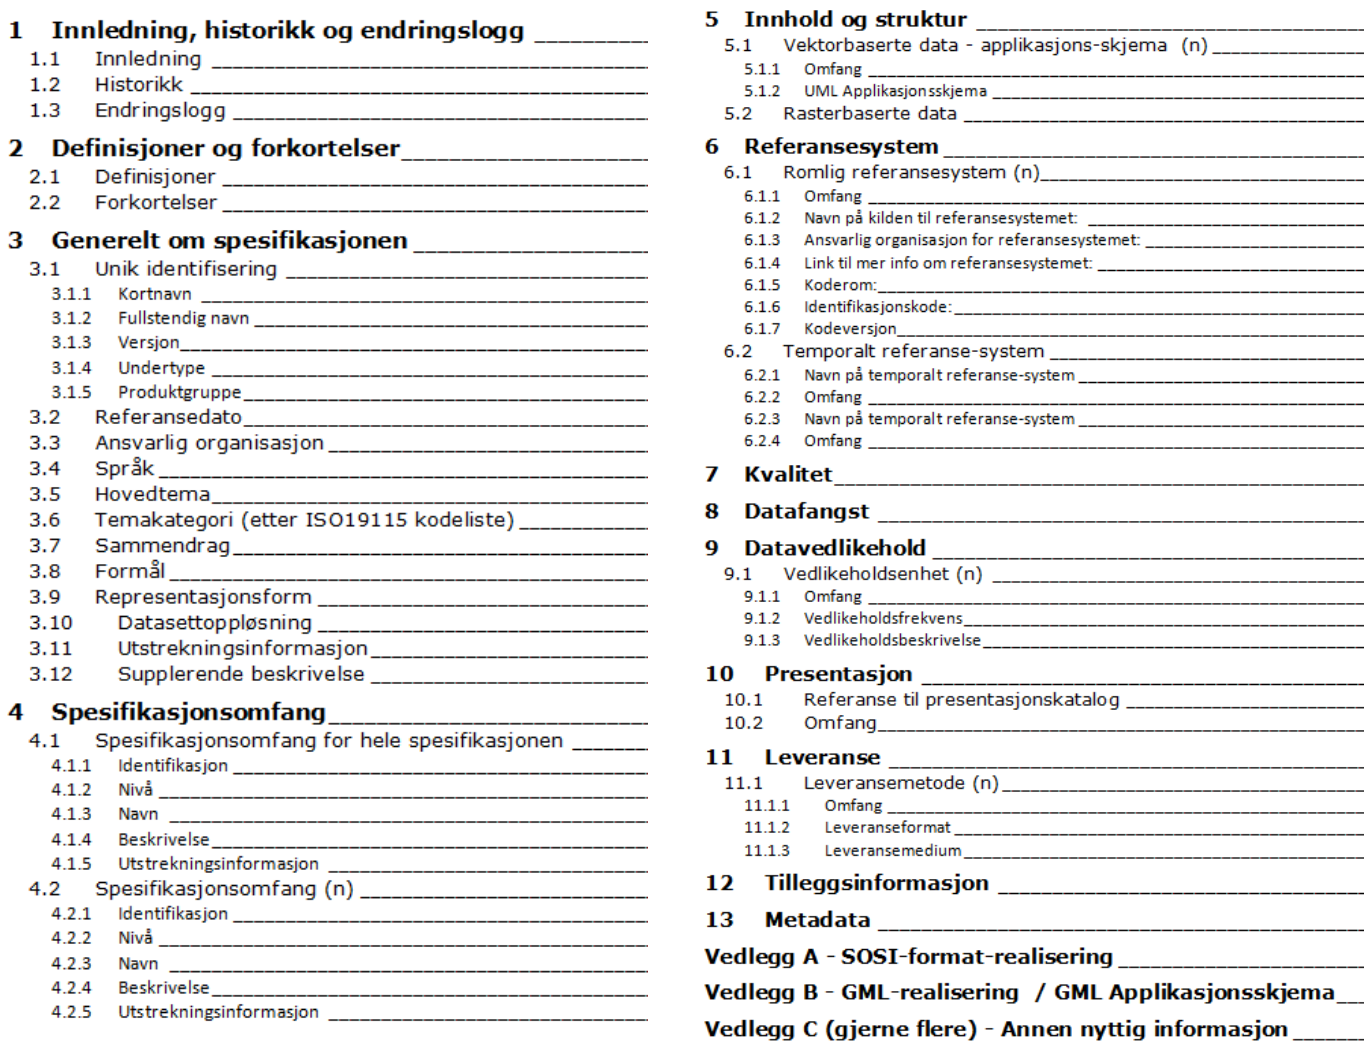 1 Innledning, historikk og endringslogg
1.1 Innledning
1.2 Historikk
1.3 Endringslogg
2 Definisjoner og forkortelser
2.1 Definisjoner
2.2 Forkortelser
3 Generelt om spesifikasjonen
3.1 Unik identifisering
3.1.1 Kortnavn
3.1.2 Fullstendig navn
3.1.3 Versjon
3.1.4 Undertype
3.1.5 Produktgruppe
3.2 Referansedato
3.3 Ansvarlig organisasjon
3.4 Språk
3.5 Hovedtema
3.6 Temakategori (etter ISO19115 kodeliste)
3.7 Sammendrag
3.8 Formål
3.9 Representasjonsform
3.10 Datasettoppløsning
3.11 Utstrekningsinformasjon
3.12 Supplerende beskrivelse
4 Spesifikasjonsomfang
4.1 Spesifikasjonsomfang for hele spesifikasjonen
4.1.1 Identifikasjon
4.1.2 Nivå
4.1.3 Navn
4.1.4 Beskrivelse
4.1.5 Utstrekningsinformasjon
4.2 Spesifikasjonsomfang (n)
4.2.1 Identifikasjon
4.2.2 Nivå
4.2.3 Navn
4.2.4 Beskrivelse
4.2.5 Utstrekningsinformasjon
5 Innhold og struktur
5.1 Vektorbaserte data - applikasjons-skjema (n)
5.1.1 Omfang
5.1.2 UML Applikasjonsskjema
5.2 Rasterbaserte data
6 Referansesystem
6.1 Romlig referansesystem (n)
6.1.1 Omfang
6.1.2 Navn på kilden til referansesystemet:
6.1.3 Ansvarlig organisasjon for referansesystemet:
6.1.4 Link til mer info om referansesystemet:
6.1.5 Koderom:
6.1.6 Identifikasjonskode:
6.1.7 Kodeversjon
6.2 Temporalt referanse-system
6.2.1 Navn på temporalt referanse-system
6.2.2 Omfang
6.2.3 Navn på temporalt referanse-system
6.2.4 Omfang
7 Kvalitet
8 Datafangst
9 Datavedlikehold
9.1 Vedlikeholdsenhet (n)
9.1.1 Omfang
9.1.2 Vedlikeholdsfrekvens
9.1.3 Vedlikeholdsbeskrivelse
10 Presentasjon
10.1 Referanse til presentasjonskatalog
10.2 Omfang
11 Leveranse
11.1 Leveransemetode (n)
11.1.1 Omfang
11.1.2 Leveranseformat
11.1.3 Leveransemedium
12 Tilleggsinformasjon
13 Metadata
Vedlegg A - SOSI-format-realisering
Vedlegg B - GML-realisering / GML Applikasjonsskjema
Vedlegg C (gjerne flere) - Annen nyttig informasjon